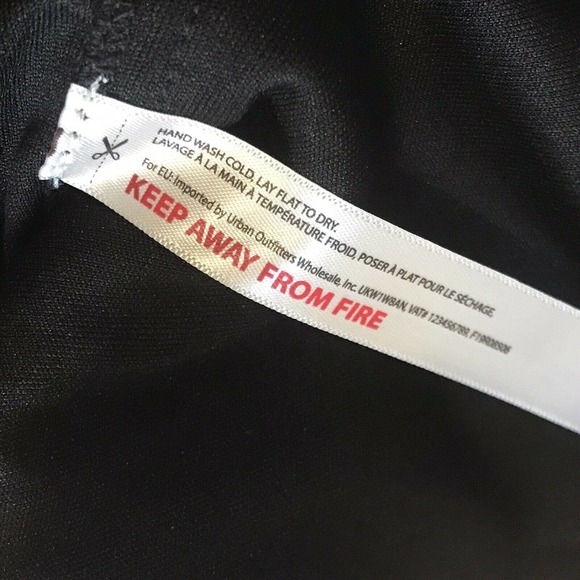 HAND WASH COLD, LAY FLAT TO DRY.
LAVAGE À LA MAIN À TEMPÉRATURE FROID, POSER À PLAT POUR LE SÉCHAGE.
For EU: Imported by Urban Outfitters Wholesale, Inc. UKW1W8AN, VAT# 123456789,
KEEP AWAY FROM FIRE